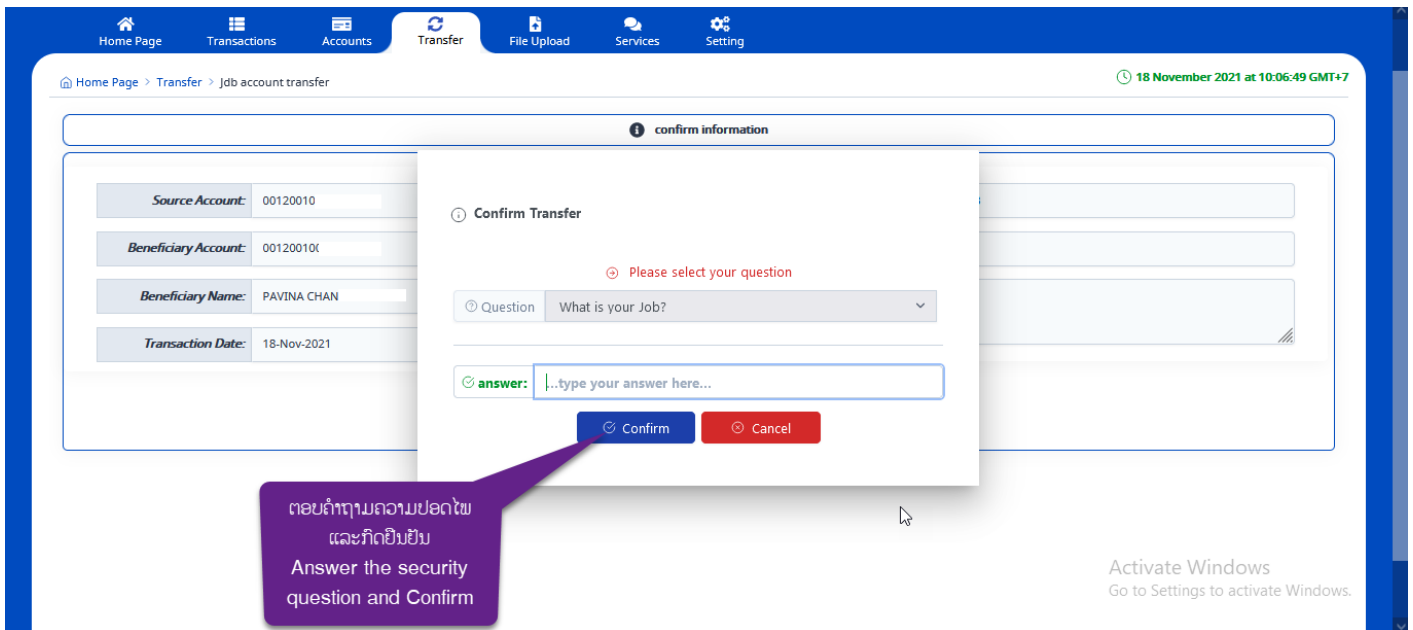 Home Page
Transactions
Accounts
Transfer
File Upload
Services
Setting
Home Page > Transfer > Jdb account transfer
18 November 2021 at 10:06:49 GMT+7
confirm information
Source Account: 00120010
Beneficiary Account: 00120010
Beneficiary Name: PAVINA CHAN
Transaction Date: 18-Nov-2021
Confirm Transfer
Please select your question
Question What is your Job?
answer: ...type your answer here...
Confirm
Cancel
ຕອບຄຳຖາມຄວາມປອດໄພ
ແລະກົດຢືນຢັນ
Answer the security
question and Confirm
Activate Windows
Go to Settings to activate Windows.